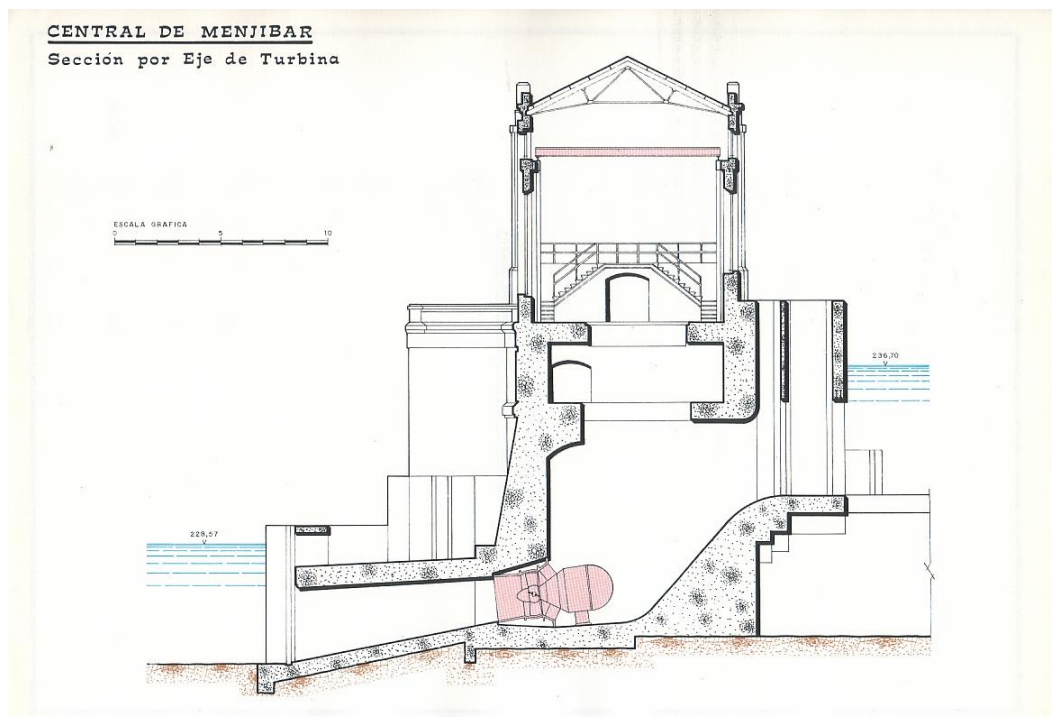 CENTRAL DE MENJIBAR
Sección por Eje de Turbina
ESCALA GRAFICA
0 5 10
236,70
228,57